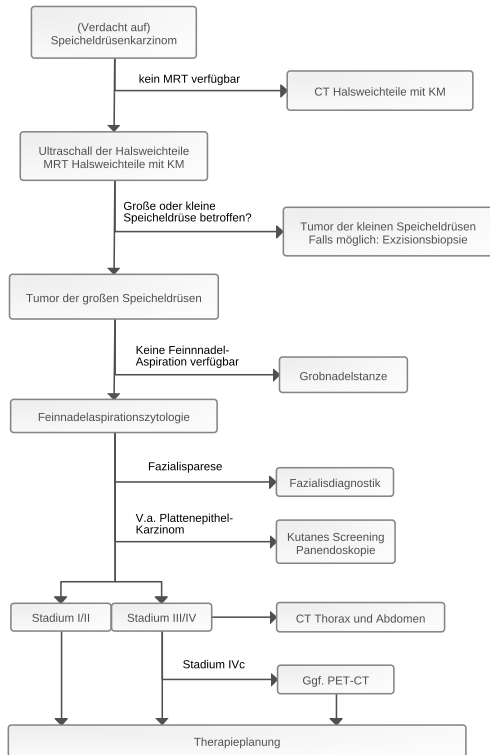 (Verdacht auf)
Speicheldrüsenkarzinom
kein MRT verfügbar
CT Halsweichteile mit KM
Ultraschall der Halsweichteile
MRT Halsweichteile mit KM
Große oder kleine
Speicheldrüse betroffen?
Tumor der kleinen Speicheldrüsen
Falls möglich: Exzisionsbiopsie
Tumor der großen Speicheldrüsen
Keine Feinnnadel-
Aspiration verfügbar
Grobnadelstanze
Feinnadelaspirationszytologie
Fazialisparese
Fazialisdiagnostik
V.a. Plattenepithel-
Karzinom
Kutanes Screening
Panendoskopie
Stadium I/II
Stadium III/IV
CT Thorax und Abdomen
Stadium IVc
Ggf. PET-CT
Therapieplanung